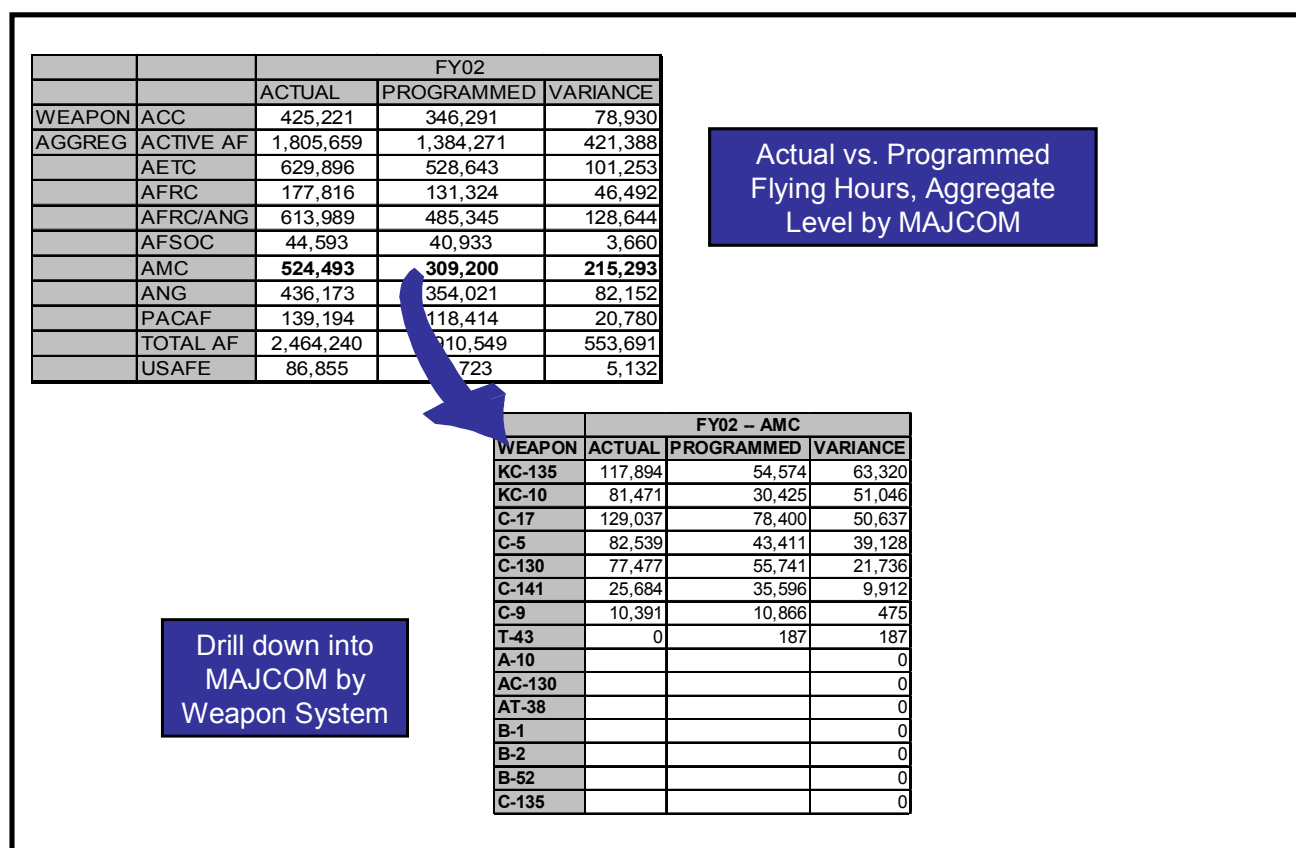 FY02
ACTUAL PROGRAMMED VARIANCE
WEAPON ACC 425,221 346,291 78,930
AGGREG ACTIVE AF 1,805,659 1,384,271 421,388
AETC 629,896 528,643 101,253
AFRC 177,816 131,324 46,492
AFRC/ANG 613,989 485,345 128,644
AFSOC 44,593 40,933 3,660
AMC 524,493 309,200 215,293
ANG 436,173 354,021 82,152
PACAF 139,194 118,414 20,780
TOTAL AF 2,464,240 910,549 553,691
USAFE 86,855 723 5,132
Actual vs. Programmed
Flying Hours, Aggregate
Level by MAJCOM
FY02 -- AMC
WEAPON ACTUAL PROGRAMMED VARIANCE
KC-135 117,894 54,574 63,320
KC-10 81,471 30,425 51,046
C-17 129,037 78,400 50,637
C-5 82,539 43,411 39,128
C-130 77,477 55,741 21,736
C-141 25,684 35,596 9,912
C-9 10,391 10,866 475
T-43 0 187 187
A-10 0
AC-130 0
AT-38 0
B-1 0
B-2 0
B-52 0
C-135 0
Drill down into
MAJCOM by
Weapon System